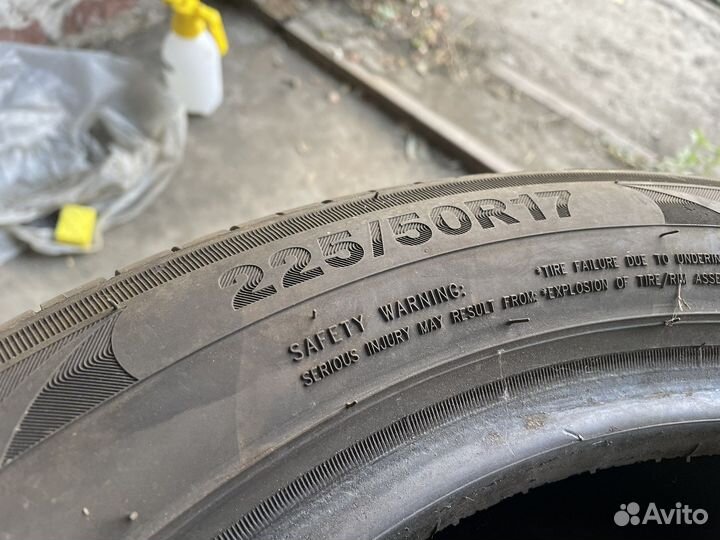 225/50R17
SAFETY WARNING:
SERIOUS INJURY MAY RESULT FROM:
*TIRE FAILURE DUE TO
*EXPLOSION OF TIRE/RIM
Avito